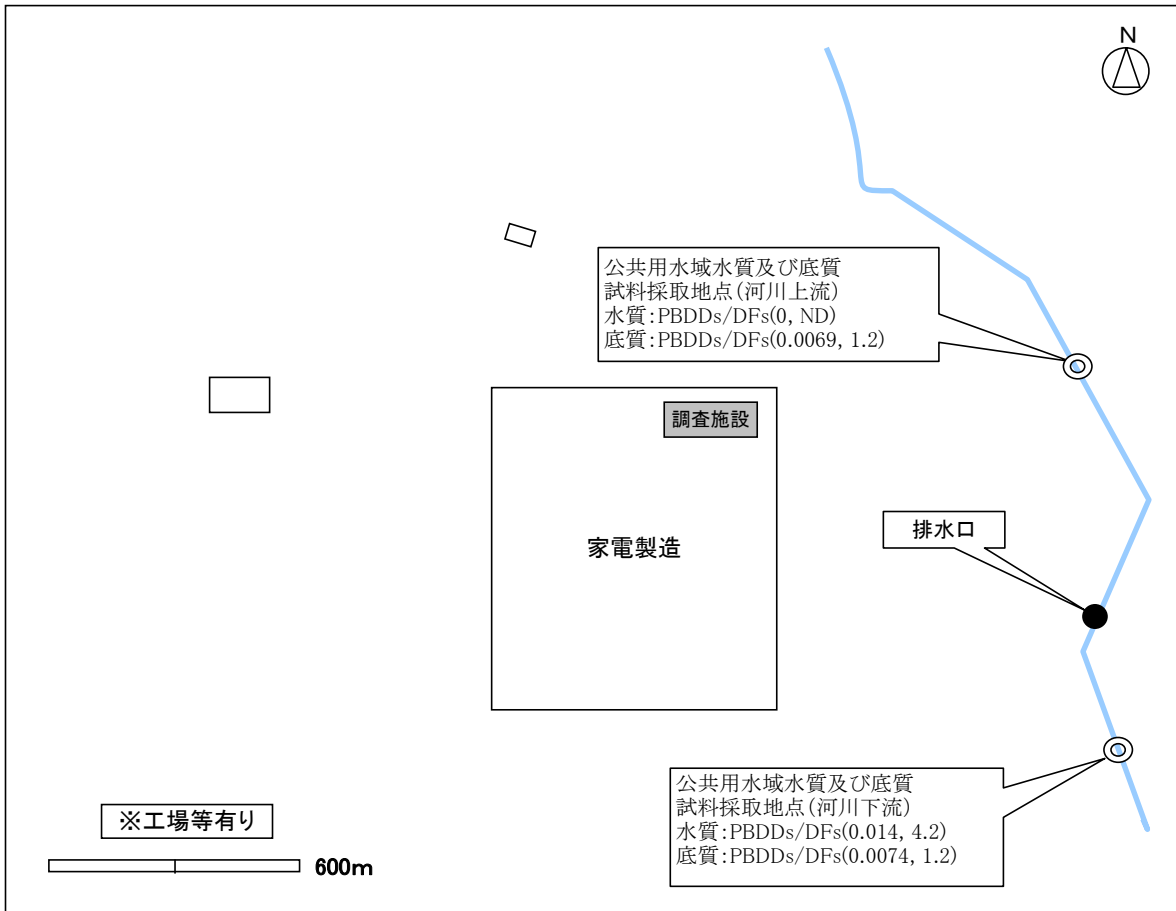 N
公共用水域水質及び底質
試料採取地点(河川上流)
水質:PBDDs/DFs(0, ND)
底質:PBDDs/DFs(0.0069, 1.2)
調査施設
家電製造
排水口
公共用水域水質及び底質
試料採取地点(河川下流)
水質:PBDDs/DFs(0.014, 4.2)
底質:PBDDs/DFs(0.0074, 1.2)
※工場等有り
600m